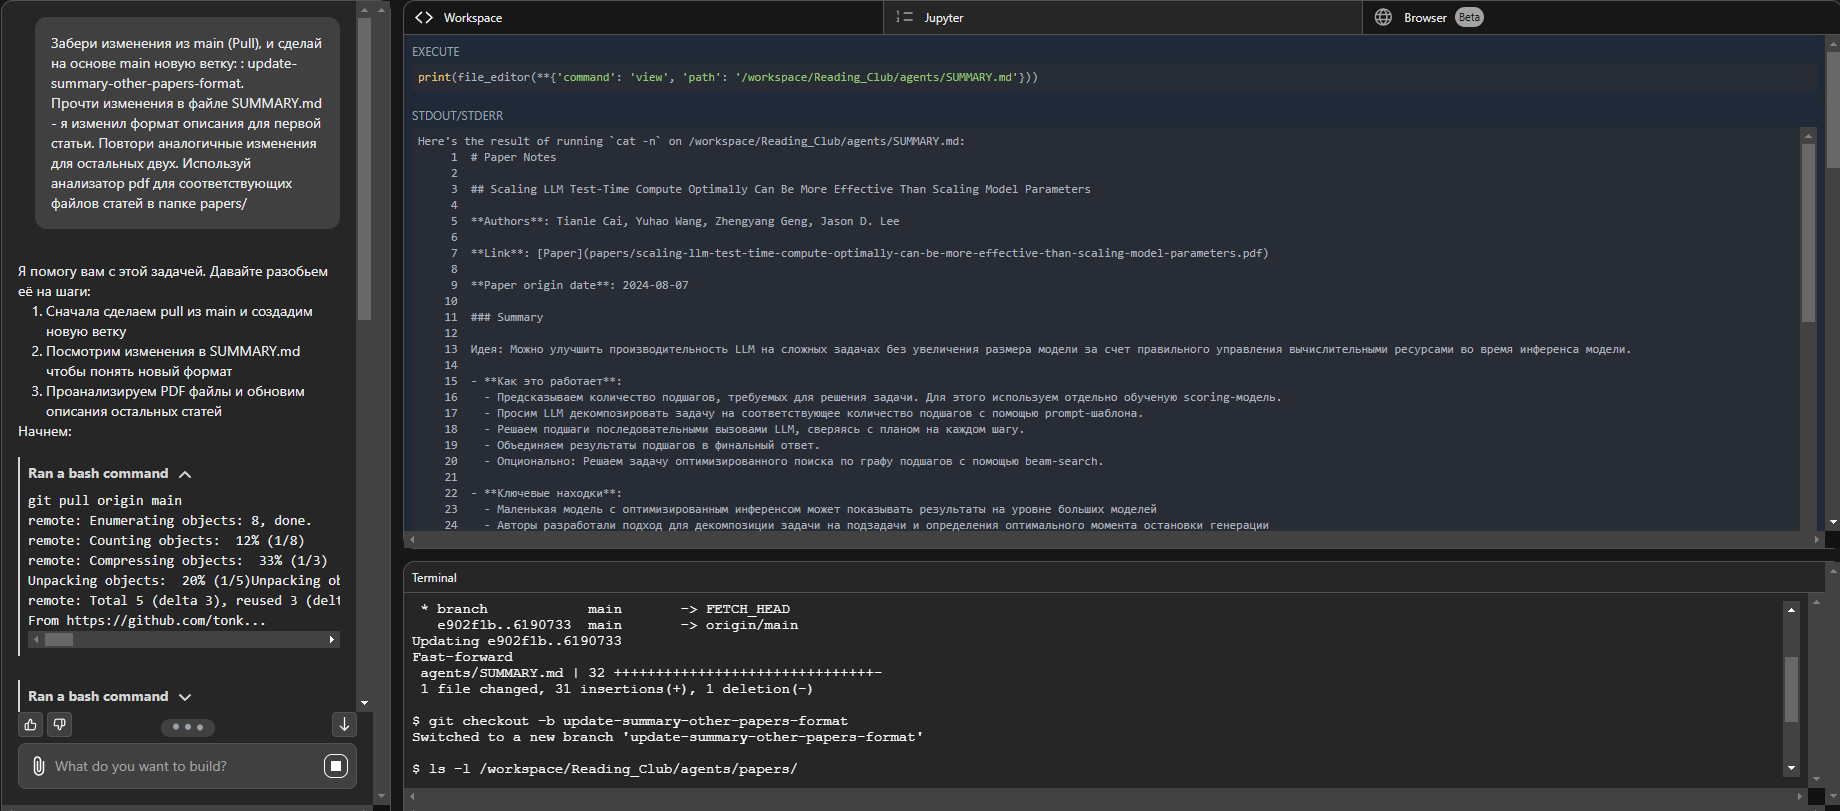 Забери изменения из main (Pull), и сделай
на основе main новую ветку: : update-
summary-other-papers-format.
Прочти изменения в файле SUMMARY.md
- я изменил формат описания для первой
статьи. Повтори аналогичные изменения
для остальных двух. Используй
анализатор pdf для соответствующих
файлов статей в папке papers/
Я помогу вам с этой задачей. Давайте разобьем
её на шаги:
1. Сначала сделаем pull из main и создадим
новую ветку
2. Посмотрим изменения в SUMMARY.md
чтобы понять новый формат
3. Проанализируем PDF файлы и обновим
описания остальных статей
Начнем:
Ran a bash command
git pull origin main
remote: Enumerating objects: 8, done.
remote: Counting objects:  12% (1/8)
remote: Compressing objects:  33% (1/3)
Unpacking objects:  20% (1/5)Unpacking ob
remote: Total 5 (delta 3), reused 3 (delt
From https://github.com/tonk...
Ran a bash command
What do you want to build?
Workspace
Jupyter
Browser Beta
EXECUTE
print(file_editor(**{'command': 'view', 'path': '/workspace/Reading_Club/agents/SUMMARY.md'}))
STDOUT/STDERR
Here's the result of running `cat -n` on /workspace/Reading_Club/agents/SUMMARY.md:
1 # Paper Notes
2
3 ## Scaling LLM Test-Time Compute Optimally Can Be More Effective Than Scaling Model Parameters
4
5 **Authors**: Tianle Cai, Yuhao Wang, Zhengyang Geng, Jason D. Lee
6
7 **Link**: [Paper](papers/scaling-llm-test-time-compute-optimally-can-be-more-effective-than-scaling-model-parameters.pdf)
8
9 **Paper origin date**: 2024-08-07
10
11 ### Summary
12
13 Идея: Можно улучшить производительность LLM на сложных задачах без увеличения размера модели за счет правильного управления вычислительными ресурсами во время инференса модели.
14
15 - **Как это работает**:
16   - Предсказываем количество подшагов, требуемых для решения задачи. Для этого используем отдельно обученую scoring-модель.
17   - Просим LLM декомпозировать задачу на соответствующее количество подшагов с помощью prompt-шаблона.
18   - Решаем подшаги последовательными вызовами LLM, сверяясь с планом на каждом шагу.
19   - Объединяем результаты подшагов в финальный ответ.
20   - Опционально: Решаем задачу оптимизированного поиска по графу подшагов с помощью beam-search.
21
22 - **Ключевые находки**:
23   - Маленькая модель с оптимизированным инференсом может показывать результаты на уровне больших моделей
24   - Авторы разработали подход для декомпозиции задачи на подзадачи и определения оптимального момента остановки генерации
Terminal
* branch            main       -> FETCH_HEAD
e902f1b..6190733  main       -> origin/main
Updating e902f1b..6190733
Fast-forward
agents/SUMMARY.md | 32 +++++++++++++++++++++++++++++++-
1 file changed, 31 insertions(+), 1 deletion(-)
$ git checkout -b update-summary-other-papers-format
Switched to a new branch 'update-summary-other-papers-format'
$ ls -l /workspace/Reading_Club/agents/papers/